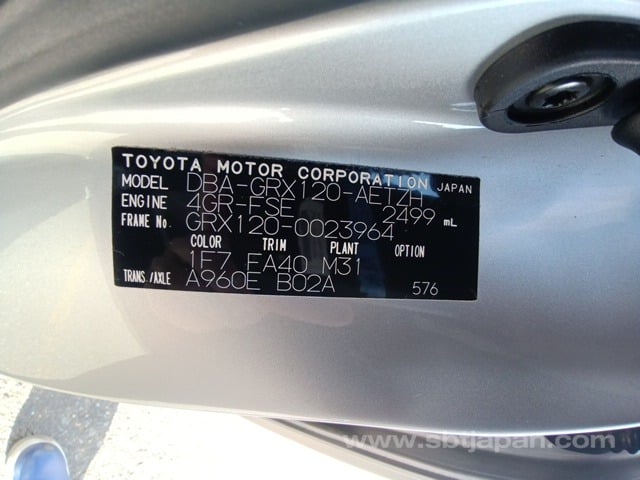 TOYOTA MOTOR CORPORATION JAPAN
MODEL DBA-GRX120-AETZH
ENGINE 4GR-FSE 2499 mL
FRAME No. GRX120-0023964
COLOR TRIM PLANT OPTION
1F7 FA40 M31
TRANS/AXLE A960E B02A 576
www.sbtjapan.com